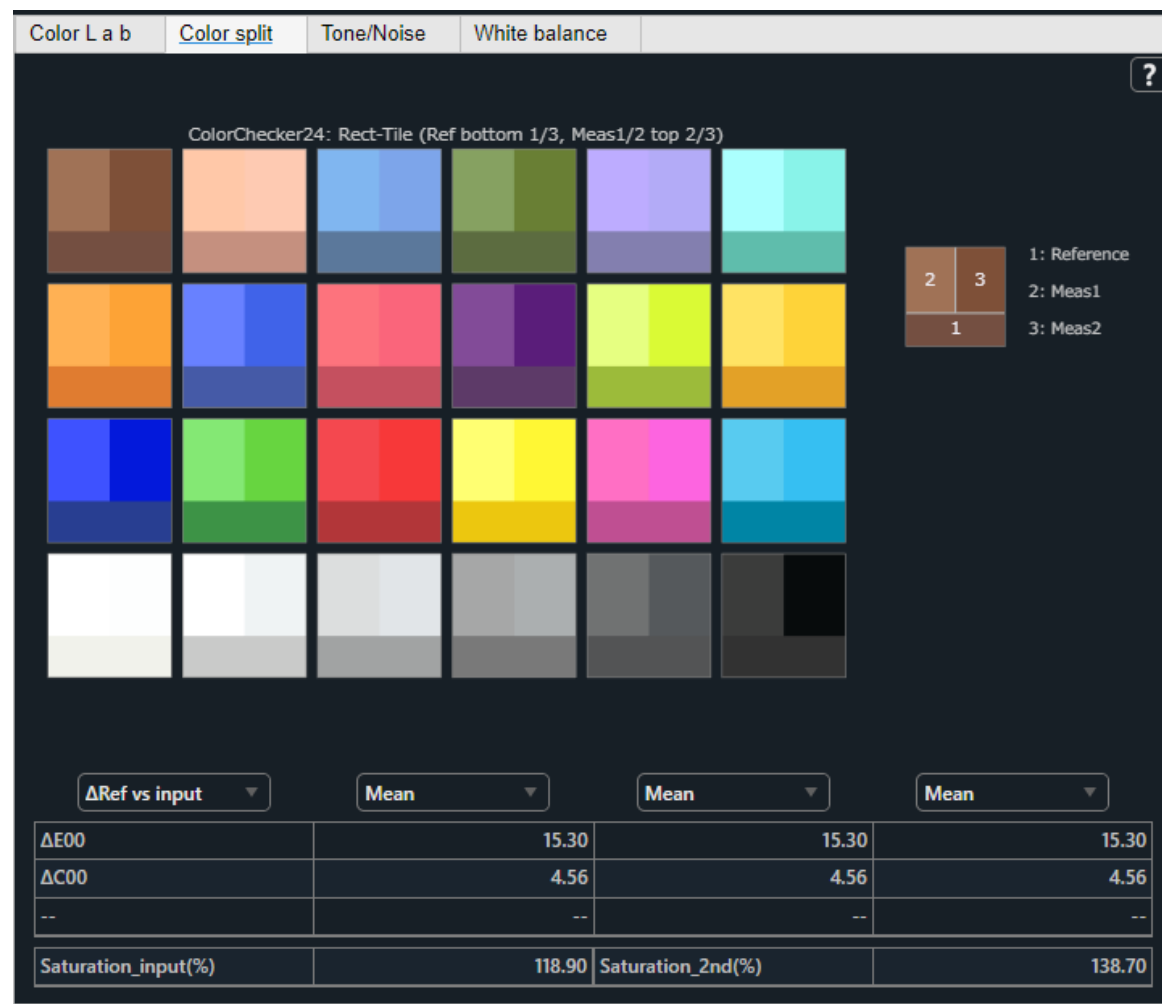 Color L a b Color split Tone/Noise White balance
?
ColorChecker24: Rect-Tile (Ref bottom 1/3, Meas1/2 top 2/3)
2 3
1
1: Reference
2: Meas1
3: Meas2
ΔRef vs input Mean Mean Mean
ΔE00 15.30 15.30 15.30
ΔC00 4.56 4.56 4.56
-- -- -- --
Saturation_input(%) 118.90 Saturation_2nd(%) 138.70